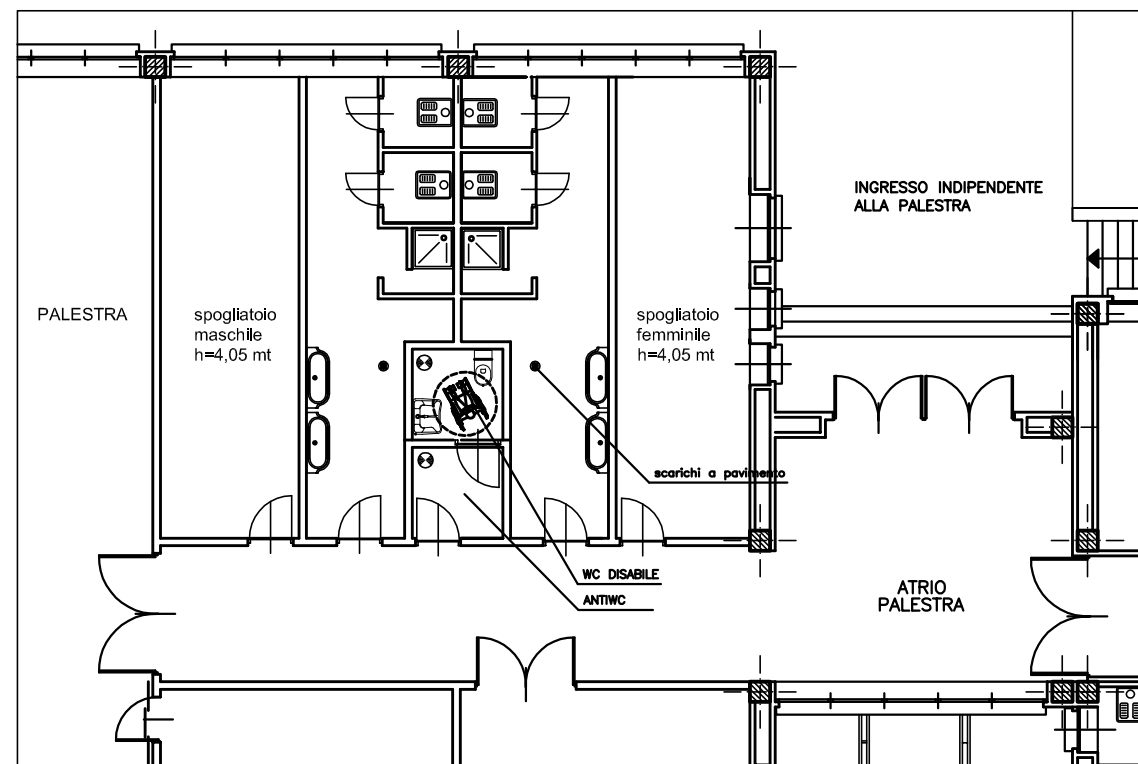 INGRESSO INDIPENDENTE
ALLA PALESTRA
PALESTRA
spogliatoio
maschile
h=4,05 mt
spogliatoio
femminile
h=4,05 mt
scarichi a pavimento
WC DISABILE
ANTIWC
ATRIO
PALESTRA